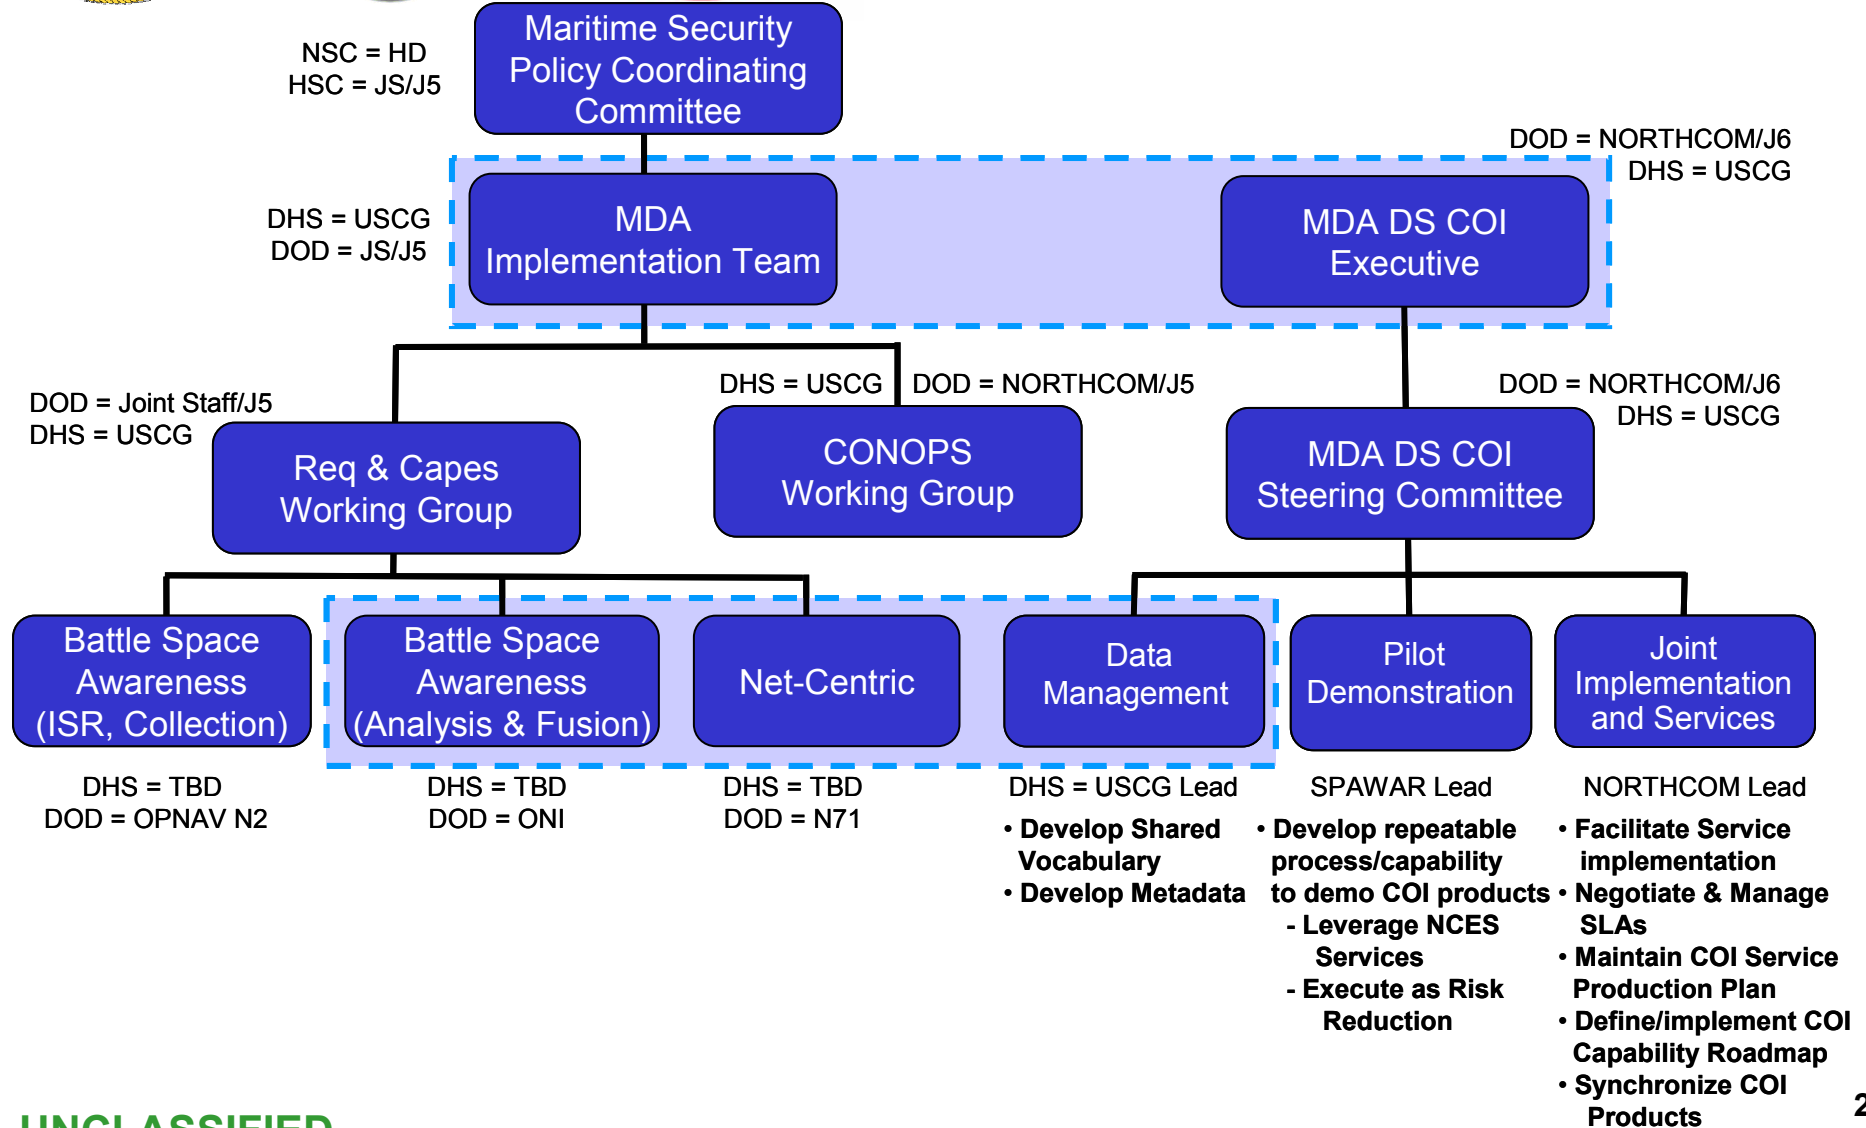 Maritime Security
Policy Coordinating
Committee
NSC = HD
HSC = JS/J5
DOD = NORTHCOM/J6
DHS = USCG
DHS = USCG
DOD = JS/J5
MDA
Implementation Team
MDA DS COI
Executive
DOD = Joint Staff/J5
DHS = USCG
DHS = USCG
DOD = NORTHCOM/J5
DOD = NORTHCOM/J6
DHS = USCG
Req & Capes
Working Group
CONOPS
Working Group
MDA DS COI
Steering Committee
Battle Space
Awareness
(ISR, Collection)
Battle Space
Awareness
(Analysis & Fusion)
Net-Centric
Data
Management
Pilot
Demonstration
Joint
Implementation
and Services
DHS = TBD
DOD = OPNAV N2
DHS = TBD
DOD = ONI
DHS = TBD
DOD = N71
DHS = USCG Lead
• Develop Shared
Vocabulary
• Develop Metadata
SPAWAR Lead
• Develop repeatable
process/capability
to demo COI products
- Leverage NCES
Services
- Execute as Risk
Reduction
NORTHCOM Lead
• Facilitate Service
implementation
• Negotiate & Manage
SLAs
• Maintain COI Service
Production Plan
• Define/implement COI
Capability Roadmap
• Synchronize COI
Products
UNCLASSIFIED
2